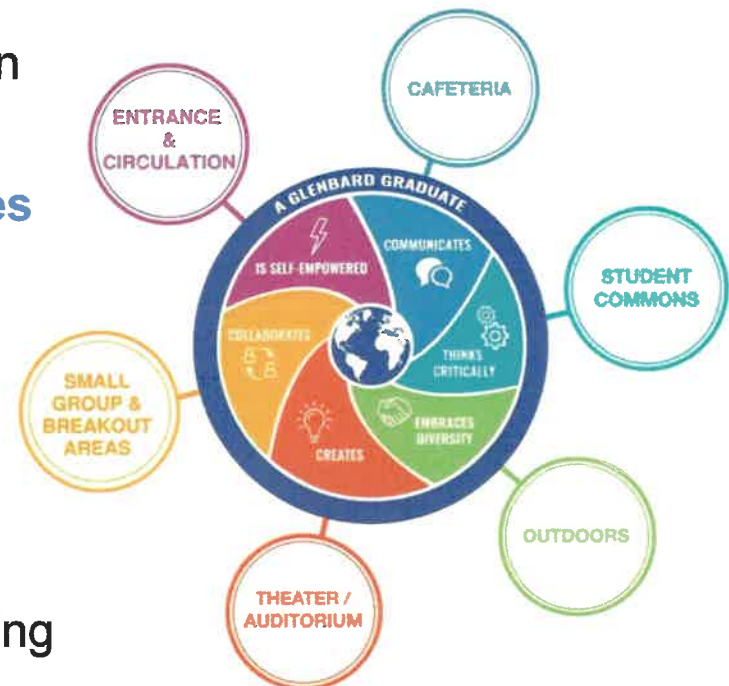 n
es
ng
ENTRANCE
&
CIRCULATION
CAFETERIA
STUDENT
COMMONS
OUTDOORS
THEATER /
AUDITORIUM
SMALL
GROUP &
BREAKOUT
AREAS
A GLENBARD GRADUATE
IS SELF-EMPOWERED
COMMUNICATES
THINKS
CRITICALLY
EMBRACES
DIVERSITY
CREATES
COLLABORATES